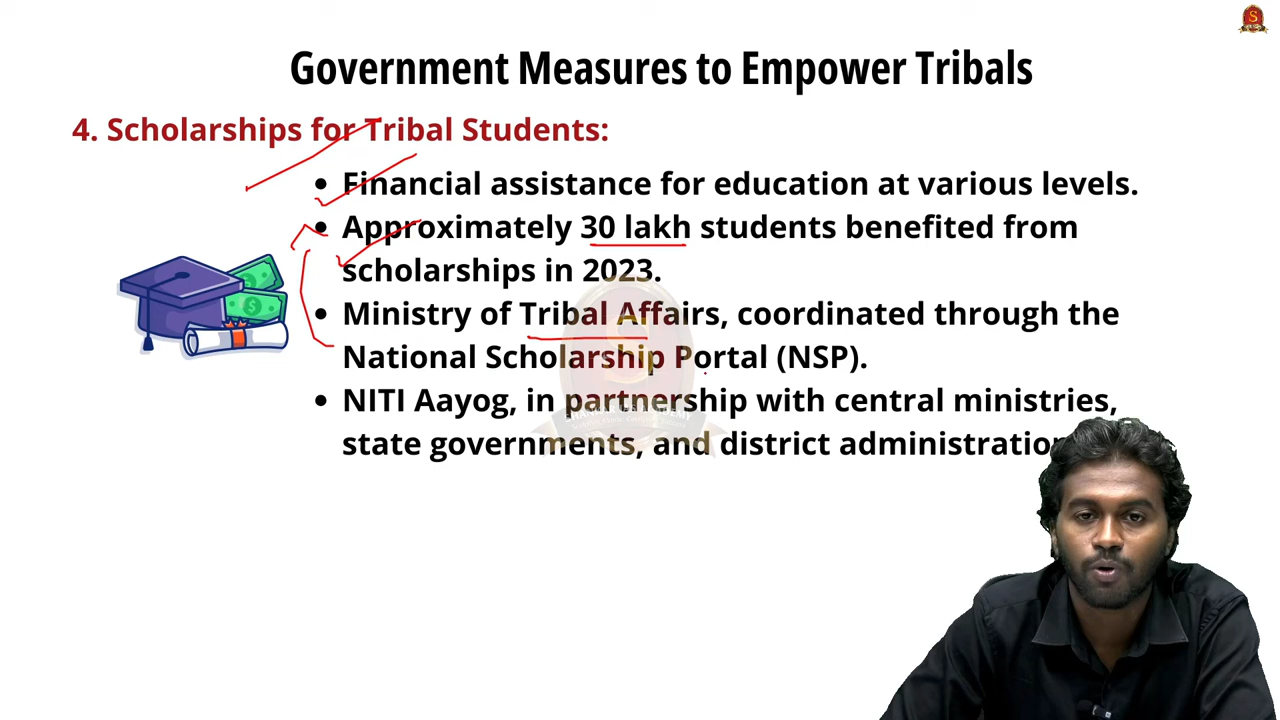 Government Measures to Empower Tribals
4. Scholarships for Tribal Students:
• Financial assistance for education at various levels.
• Approximately 30 lakh students benefited from
scholarships in 2023.
• Ministry of Tribal Affairs, coordinated through the
National Scholarship Portal (NSP).
• NITI Aayog, in partnership with central ministries,
state governments, and district administration